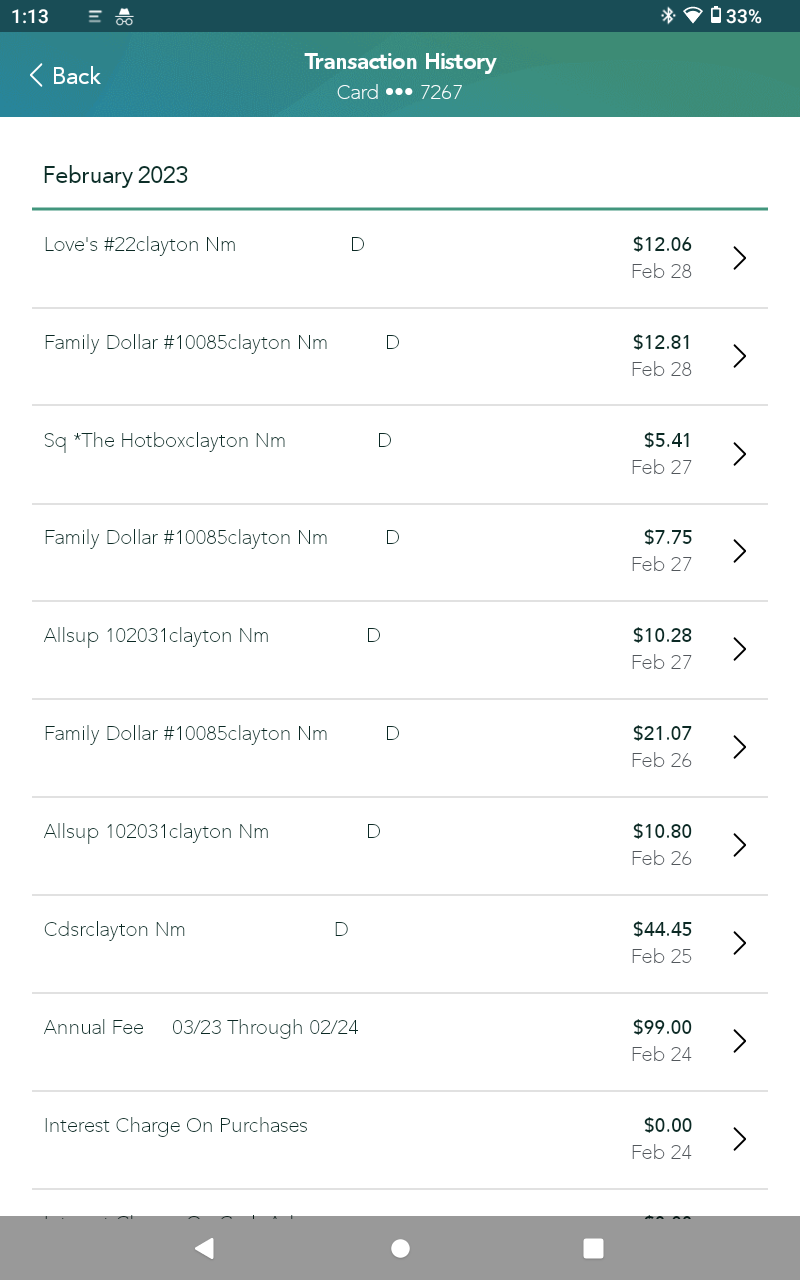 1:13
33%
Back
Transaction History
Card ••• 7267
February 2023
Love's #22clayton Nm D $12.06
Feb 28
Family Dollar #10085clayton Nm D $12.81
Feb 28
Sq *The Hotboxclayton Nm D $5.41
Feb 27
Family Dollar #10085clayton Nm D $7.75
Feb 27
Allsup 102031clayton Nm D $10.28
Feb 27
Family Dollar #10085clayton Nm D $21.07
Feb 26
Allsup 102031clayton Nm D $10.80
Feb 26
Cdsrclayton Nm D $44.45
Feb 25
Annual Fee 03/23 Through 02/24 $99.00
Feb 24
Interest Charge On Purchases $0.00
Feb 24